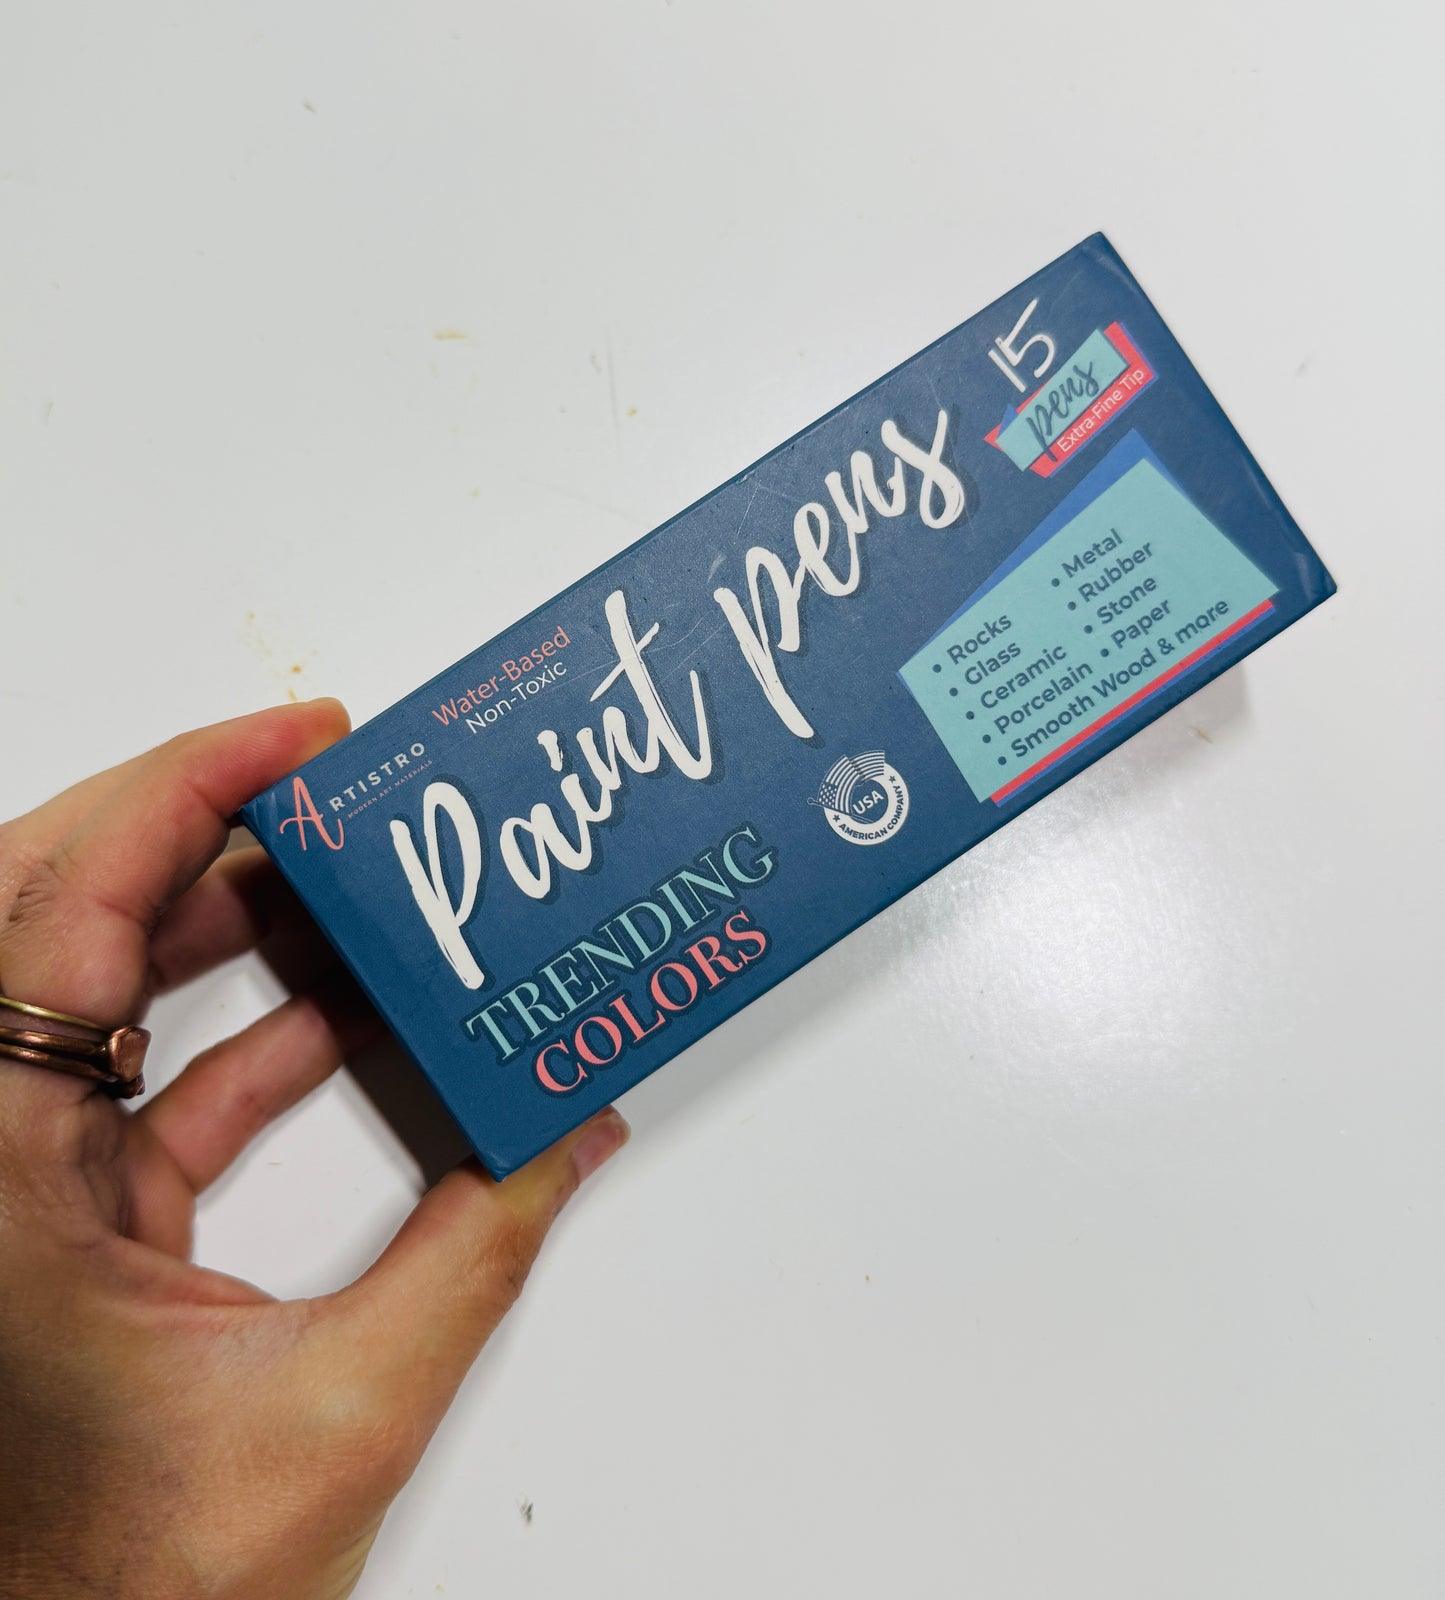 ARTISTRO
MODERN ART MATERIALS
Water-Based
Non-Toxic
Paint pens
TRENDING
COLORS
USA
AMERICAN COMPANY
15
pens
Extra-Fine Tip
• Rocks
• Glass
• Ceramic
• Porcelain
• Smooth Wood & more
• Metal
• Rubber
• Stone
• Paper